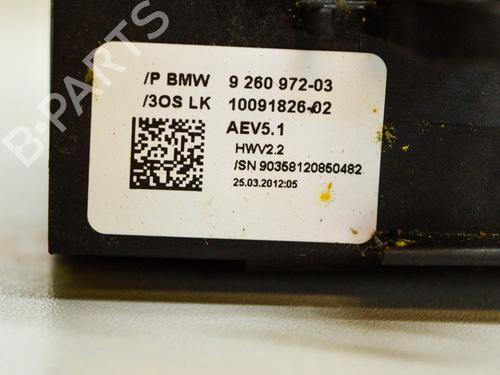 /P BMW 9 260 972-03
/3OS LK 10091826-02
AEV5.1
HWV2.2
/SN 90358120850482
25.03.2012:05
B-PARTS